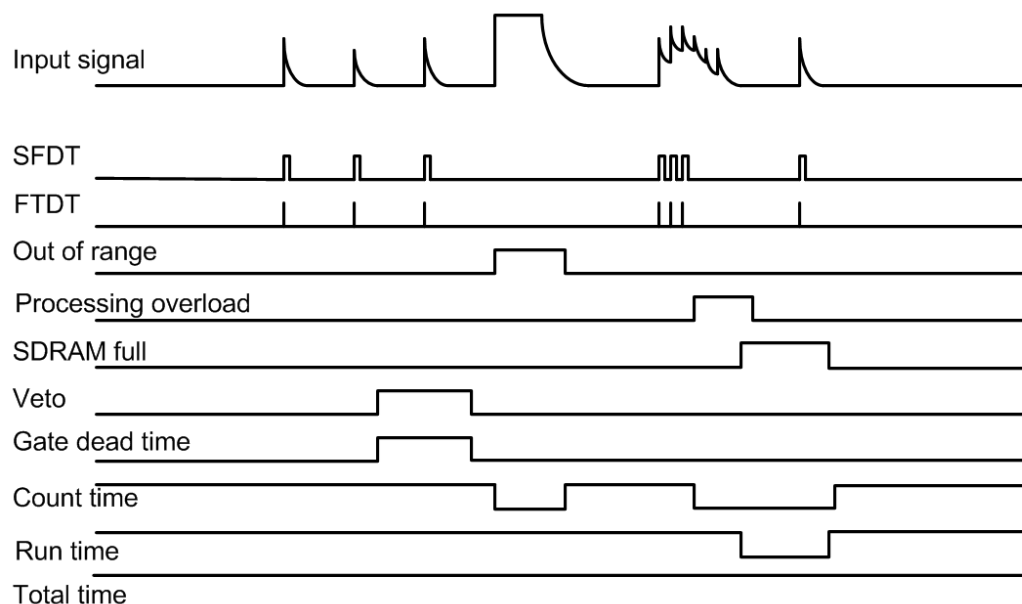 Input signal
SFDT
FTDT
Out of range
Processing overload
SDRAM full
Veto
Gate dead time
Count time
Run time
Total time